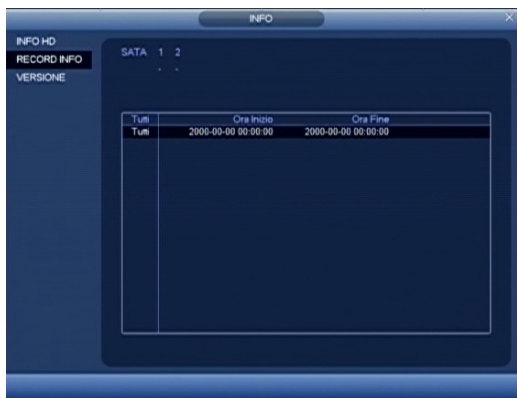 INFO
INFO HD
RECORD INFO
VERSIONE
SATA 1 2
- -
Tutti Ora Inizio Ora Fine
Tutti 2000-00-00 00:00:00 2000-00-00 00:00:00